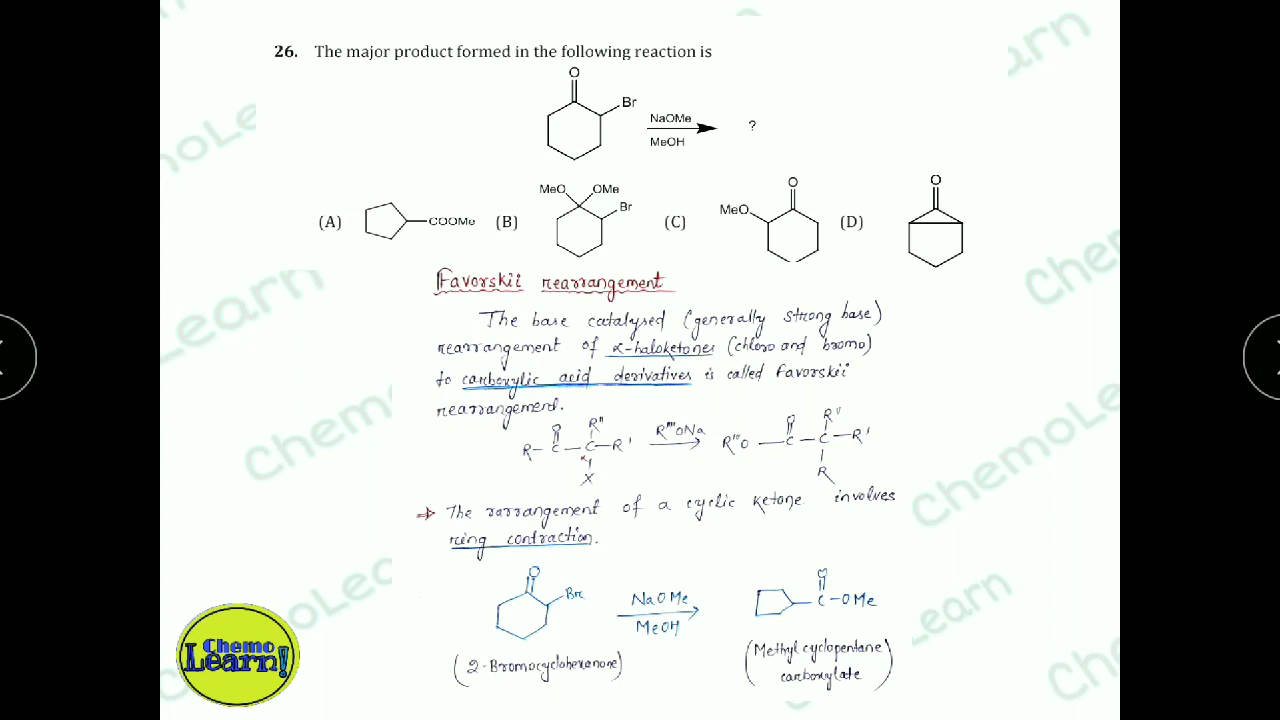 26. The major product formed in the following reaction is
O
Br
NaOMe
MeOH
?
(A) COOMe (B) MeO OMe Br (C) MeO O (D) O
Favorskii rearrangement
The base catalysed (generally strong base)
rearrangement of α-haloketones (chloro and bromo)
to carboxylic acid derivatives is called Favorskii
rearrangement.
R-C-C-R' R'''ONa R'''O-C-C-R'
O R'' O R''
α
X R
⇒ The rarrangement of a cyclic ketone involves
ring contraction.
O
Br NaOMe O
MeOH C-OMe
(2-Bromocyclohexanone) (Methyl cyclopentane
carboxylate)
Chemo
Learn!
ChemoLearn